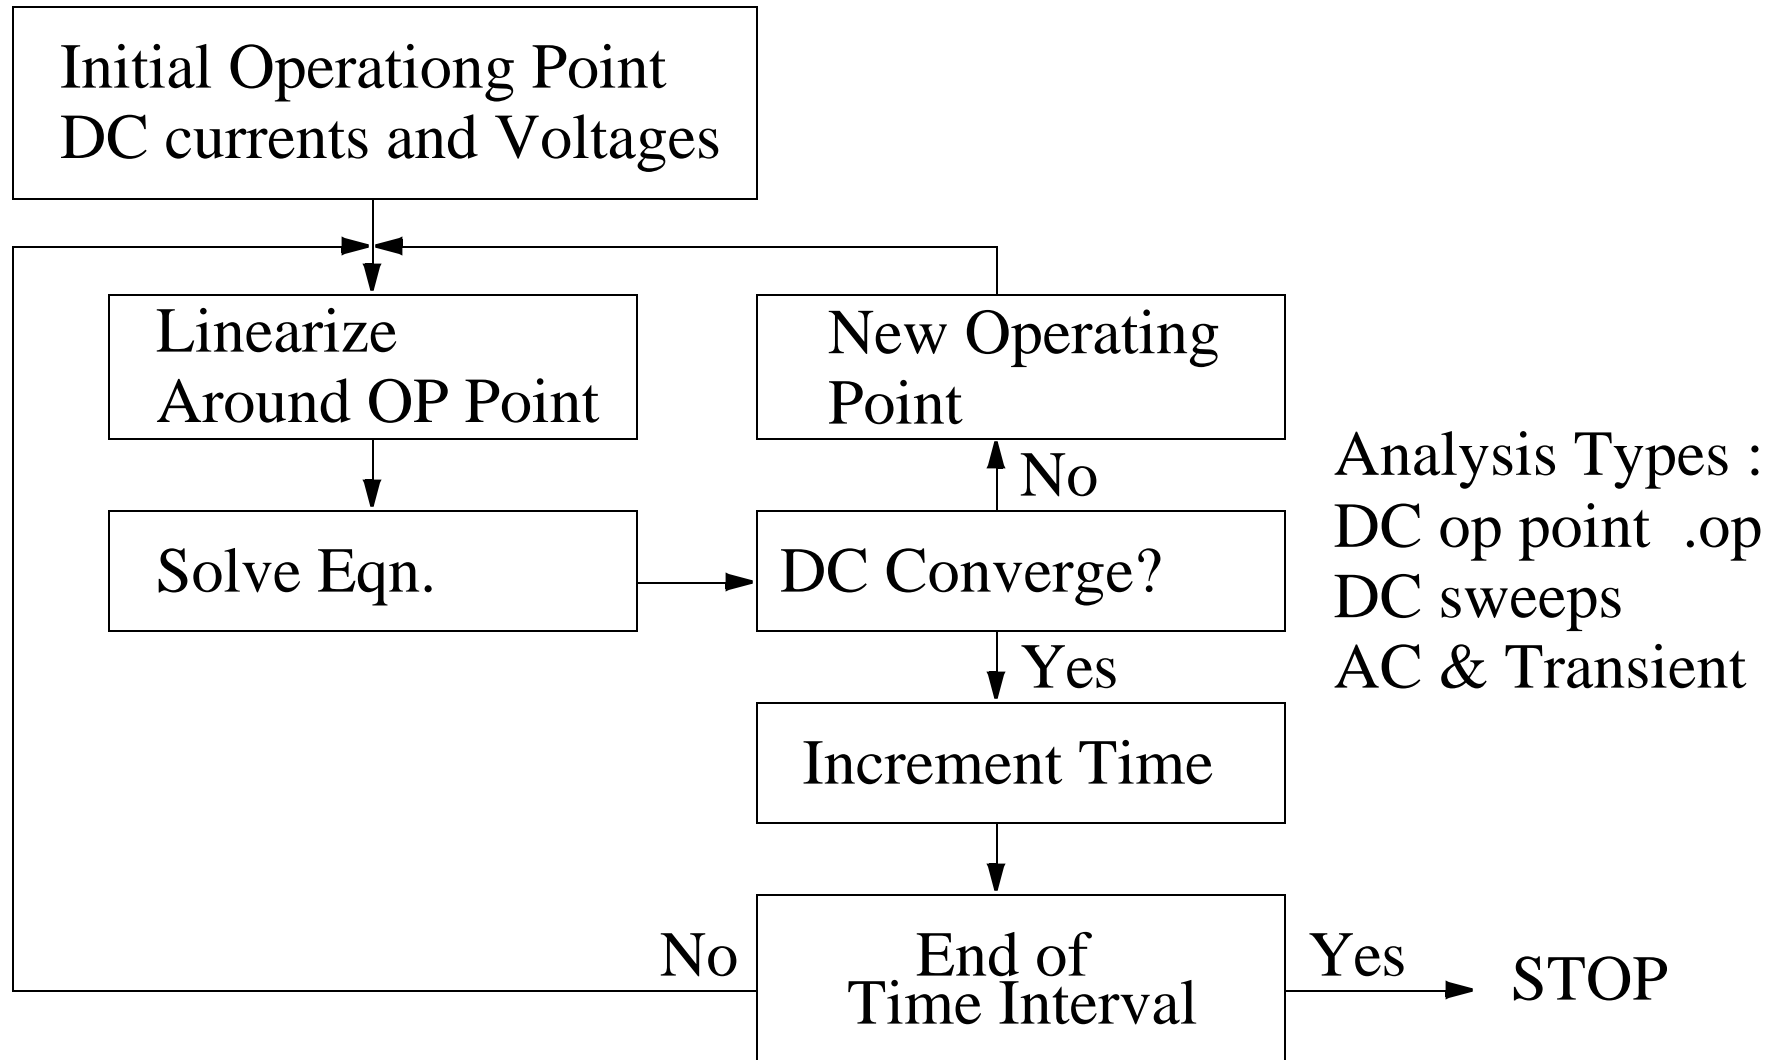 Initial Operationg Point
DC currents and Voltages
Linearize
Around OP Point
New Operating
Point
No
Solve Eqn.
DC Converge?
Yes
Analysis Types :
DC op point .op
DC sweeps
AC & Transient
Increment Time
No
End of
Time Interval
Yes
STOP